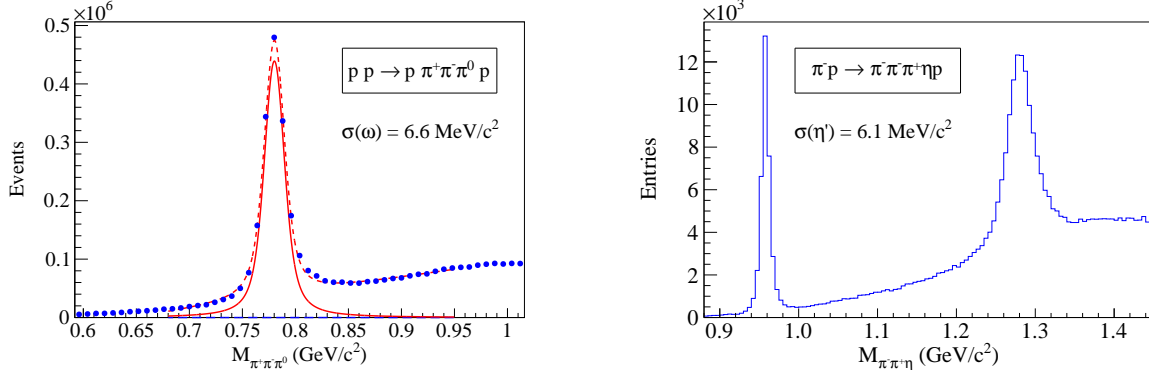 ×10⁶
0.5
0.4
0.3
0.2
0.1
0
Events
p p → p π⁺π⁻π⁰ p
σ(ω) = 6.6 MeV/c²
0.6 0.65 0.7 0.75 0.8 0.85 0.9 0.95 1
M_π⁺π⁻π⁰ (GeV/c²)
×10³
12
10
8
6
4
2
0
Entries
π⁻p → π⁻π⁻π⁺ηp
σ(η') = 6.1 MeV/c²
0.9 1.0 1.1 1.2 1.3 1.4
M_π⁻π⁺η (GeV/c²)